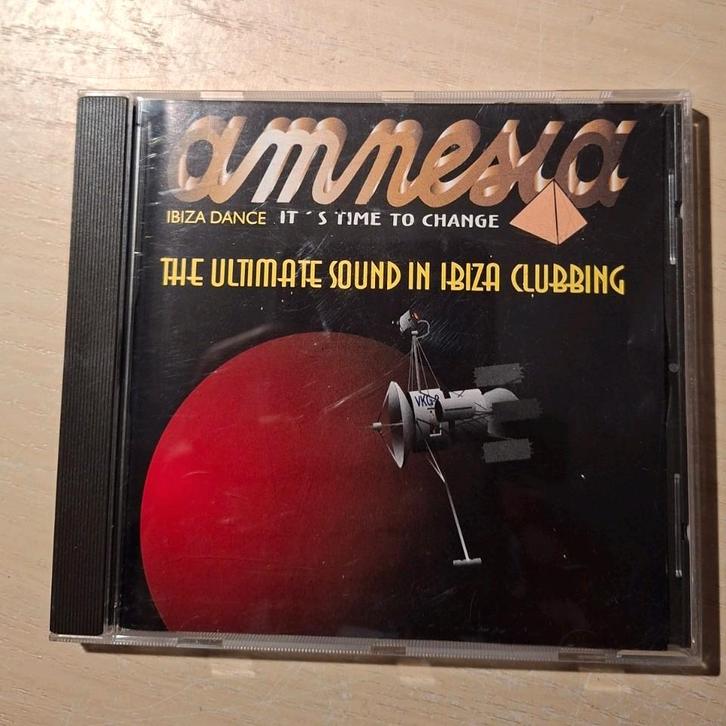 amnesia
IBIZA DANCE IT´S TIME TO CHANGE
THE ULTIMATE SOUND IN IBIZA CLUBBING